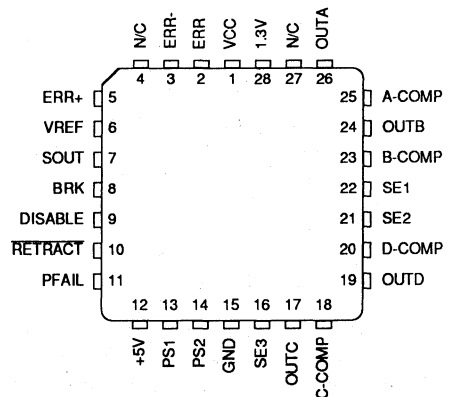 N/C ERR- ERR VCC 1.3V N/C OUTA
4 3 2 1 28 27 26
ERR+ 5 25 A-COMP
VREF 6 24 OUTB
SOUT 7 23 B-COMP
BRK 8 22 SE1
DISABLE 9 21 SE2
RETRACT 10 20 D-COMP
PFAIL 11 19 OUTD
12 13 14 15 16 17 18
+5V PS1 PS2 GND SE3 OUTC C-COMP